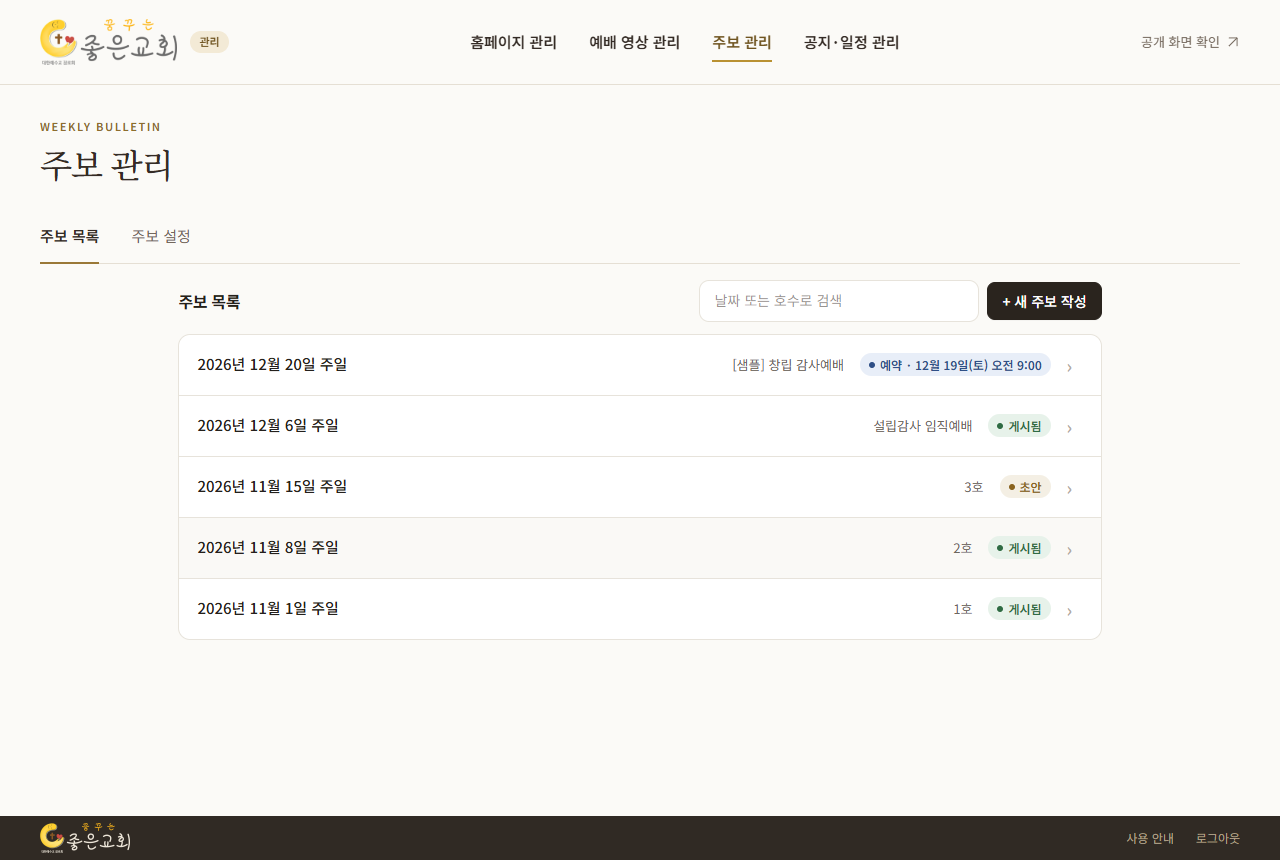 꿈 꾸 는
좋은교회
관리
홈페이지 관리
예배 영상 관리
주보 관리
공지·일정 관리
공개 화면 확인
WEEKLY BULLETIN
주보 관리
주보 목록
주보 설정
주보 목록
날짜 또는 호수로 검색
+ 새 주보 작성
2026년 12월 20일 주일
[샘플] 창립 감사예배
예약 · 12월 19일(토) 오전 9:00
2026년 12월 6일 주일
설립감사 임직예배
게시됨
2026년 11월 15일 주일
3호
초안
2026년 11월 8일 주일
2호
게시됨
2026년 11월 1일 주일
1호
게시됨
꿈 꾸 는
좋은교회
사용 안내
로그아웃